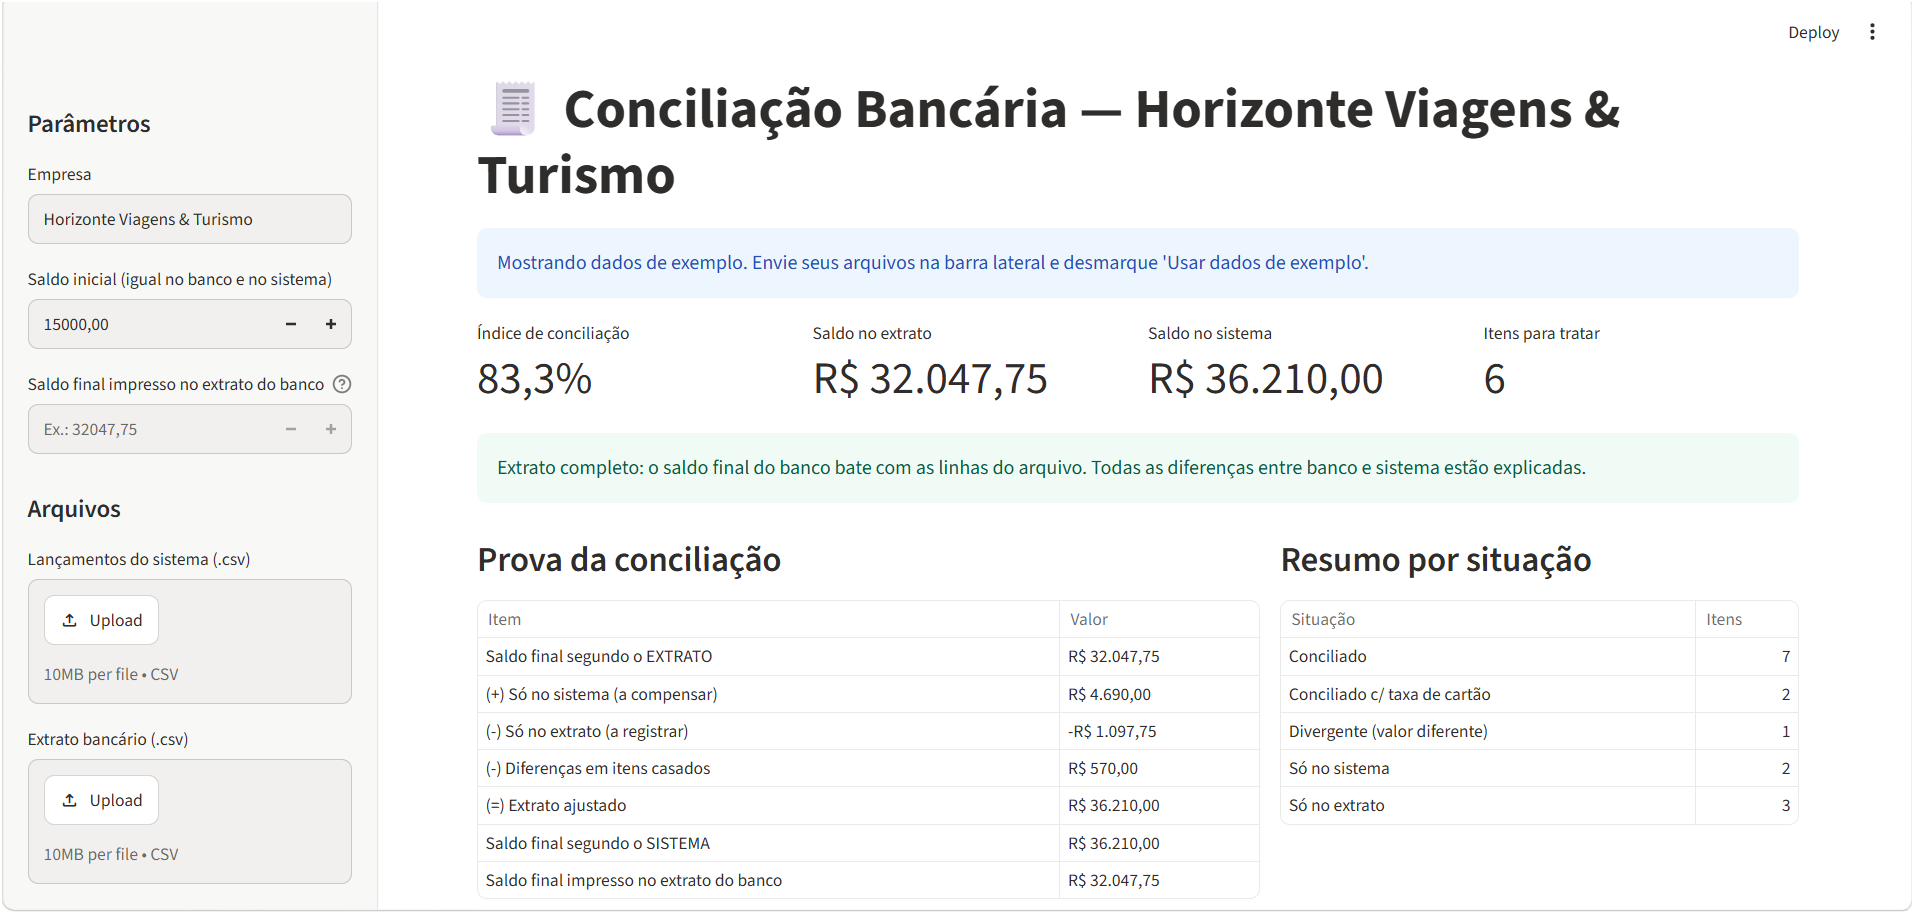 Deploy
Parâmetros
Empresa
Horizonte Viagens & Turismo
Saldo inicial (igual no banco e no sistema)
15000,00
Saldo final impresso no extrato do banco
Ex.: 32047,75
Arquivos
Lançamentos do sistema (.csv)
Upload
10MB per file • CSV
Extrato bancário (.csv)
Upload
10MB per file • CSV
Conciliação Bancária — Horizonte Viagens &
Turismo
Mostrando dados de exemplo. Envie seus arquivos na barra lateral e desmarque 'Usar dados de exemplo'.
Índice de conciliação
83,3%
Saldo no extrato
R$ 32.047,75
Saldo no sistema
R$ 36.210,00
Itens para tratar
6
Extrato completo: o saldo final do banco bate com as linhas do arquivo. Todas as diferenças entre banco e sistema estão explicadas.
Prova da conciliação
Item Valor
Saldo final segundo o EXTRATO R$ 32.047,75
(+) Só no sistema (a compensar) R$ 4.690,00
(-) Só no extrato (a registrar) -R$ 1.097,75
(-) Diferenças em itens casados R$ 570,00
(=) Extrato ajustado R$ 36.210,00
Saldo final segundo o SISTEMA R$ 36.210,00
Saldo final impresso no extrato do banco R$ 32.047,75
Resumo por situação
Situação Itens
Conciliado 7
Conciliado c/ taxa de cartão 2
Divergente (valor diferente) 1
Só no sistema 2
Só no extrato 3